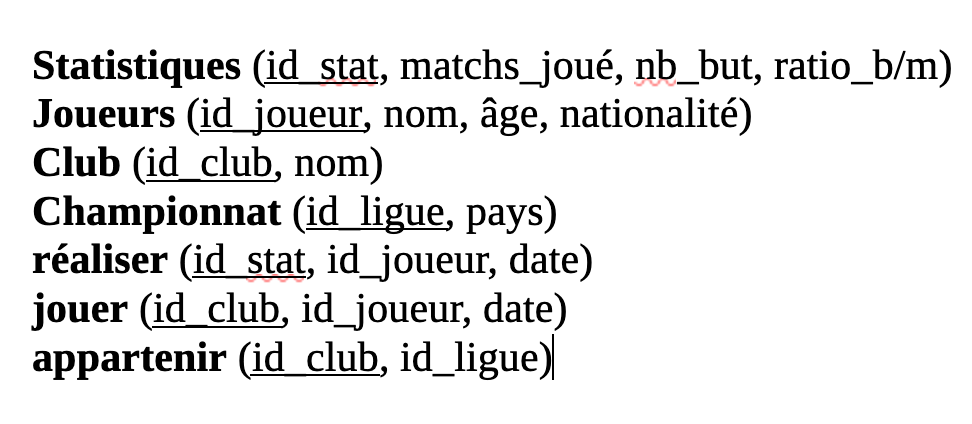 Statistiques (id_stat, matchs_joué, nb_but, ratio_b/m)
Joueurs (id_joueur, nom, âge, nationalité)
Club (id_club, nom)
Championnat (id_ligue, pays)
réaliser (id_stat, id_joueur, date)
jouer (id_club, id_joueur, date)
appartenir (id_club, id_ligue)